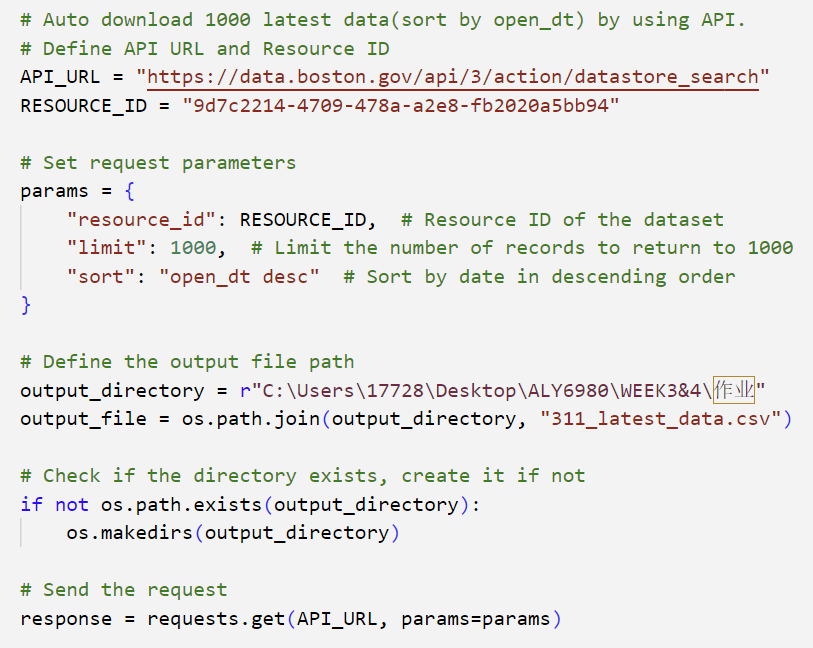 # Auto download 1000 latest data(sort by open_dt) by using API.
# Define API URL and Resource ID
API_URL = "https://data.boston.gov/api/3/action/datastore_search"
RESOURCE_ID = "9d7c2214-4709-478a-a2e8-fb2020a5bb94"
# Set request parameters
params = {
    "resource_id": RESOURCE_ID,  # Resource ID of the dataset
    "limit": 1000,  # Limit the number of records to return to 1000
    "sort": "open_dt desc"  # Sort by date in descending order
}
# Define the output file path
output_directory = r"C:\Users\17728\Desktop\ALY6980\WEEK3&4\作业"
output_file = os.path.join(output_directory, "311_latest_data.csv")
# Check if the directory exists, create it if not
if not os.path.exists(output_directory):
    os.makedirs(output_directory)
# Send the request
response = requests.get(API_URL, params=params)